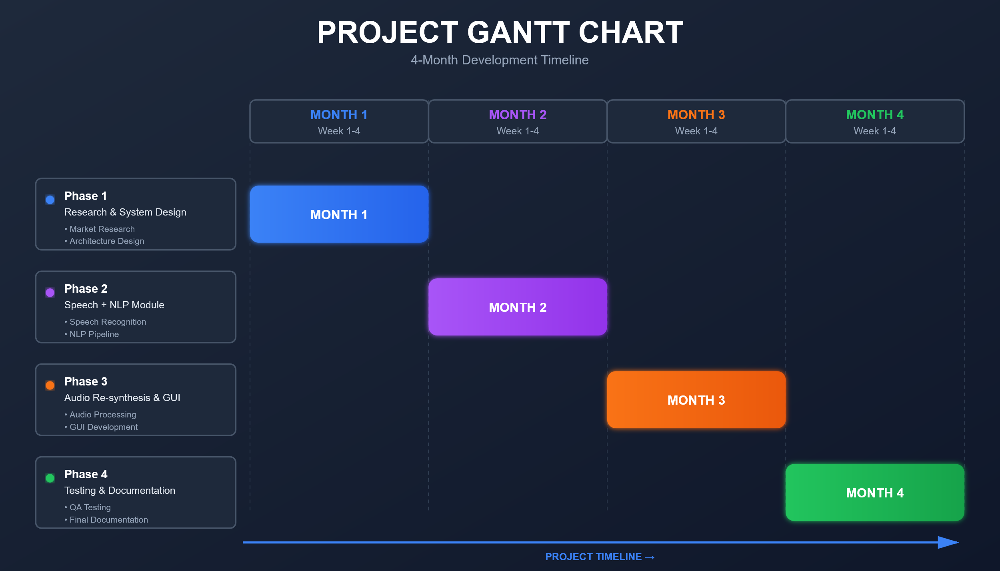 PROJECT GANTT CHART
4-Month Development Timeline
MONTH 1
Week 1-4
MONTH 2
Week 1-4
MONTH 3
Week 1-4
MONTH 4
Week 1-4
Phase 1
Research & System Design
• Market Research
• Architecture Design
MONTH 1
Phase 2
Speech + NLP Module
• Speech Recognition
• NLP Pipeline
MONTH 2
Phase 3
Audio Re-synthesis & GUI
• Audio Processing
• GUI Development
MONTH 3
Phase 4
Testing & Documentation
• QA Testing
• Final Documentation
MONTH 4
PROJECT TIMELINE →